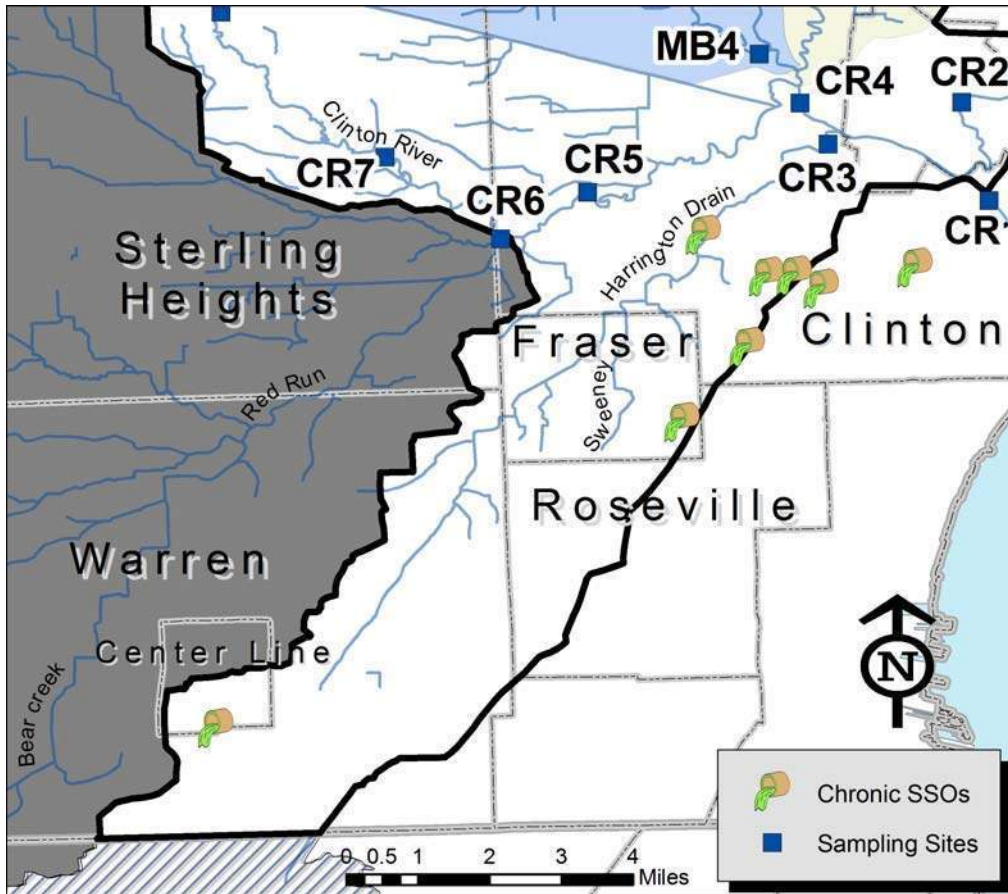 MB4
CR4
CR2
Clinton River
CR7
CR5
CR3
CR6
CR1
Harrington Drain
Sterling
Heights
Fraser
Clinton
Red Run
Sweeney
Roseville
Warren
Center Line
Bear creek
N
Chronic SSOs
Sampling Sites
0 0.5 1 2 3 4
Miles